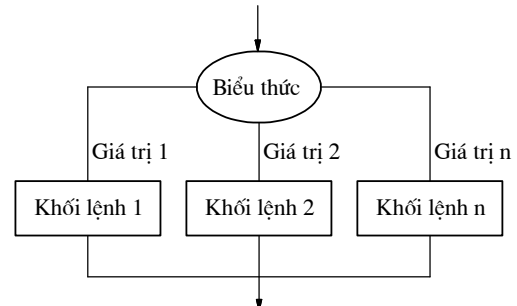 Biểu thức
Giá trị 1 Giá trị 2 Giá trị n
Khối lệnh 1 Khối lệnh 2 Khối lệnh n